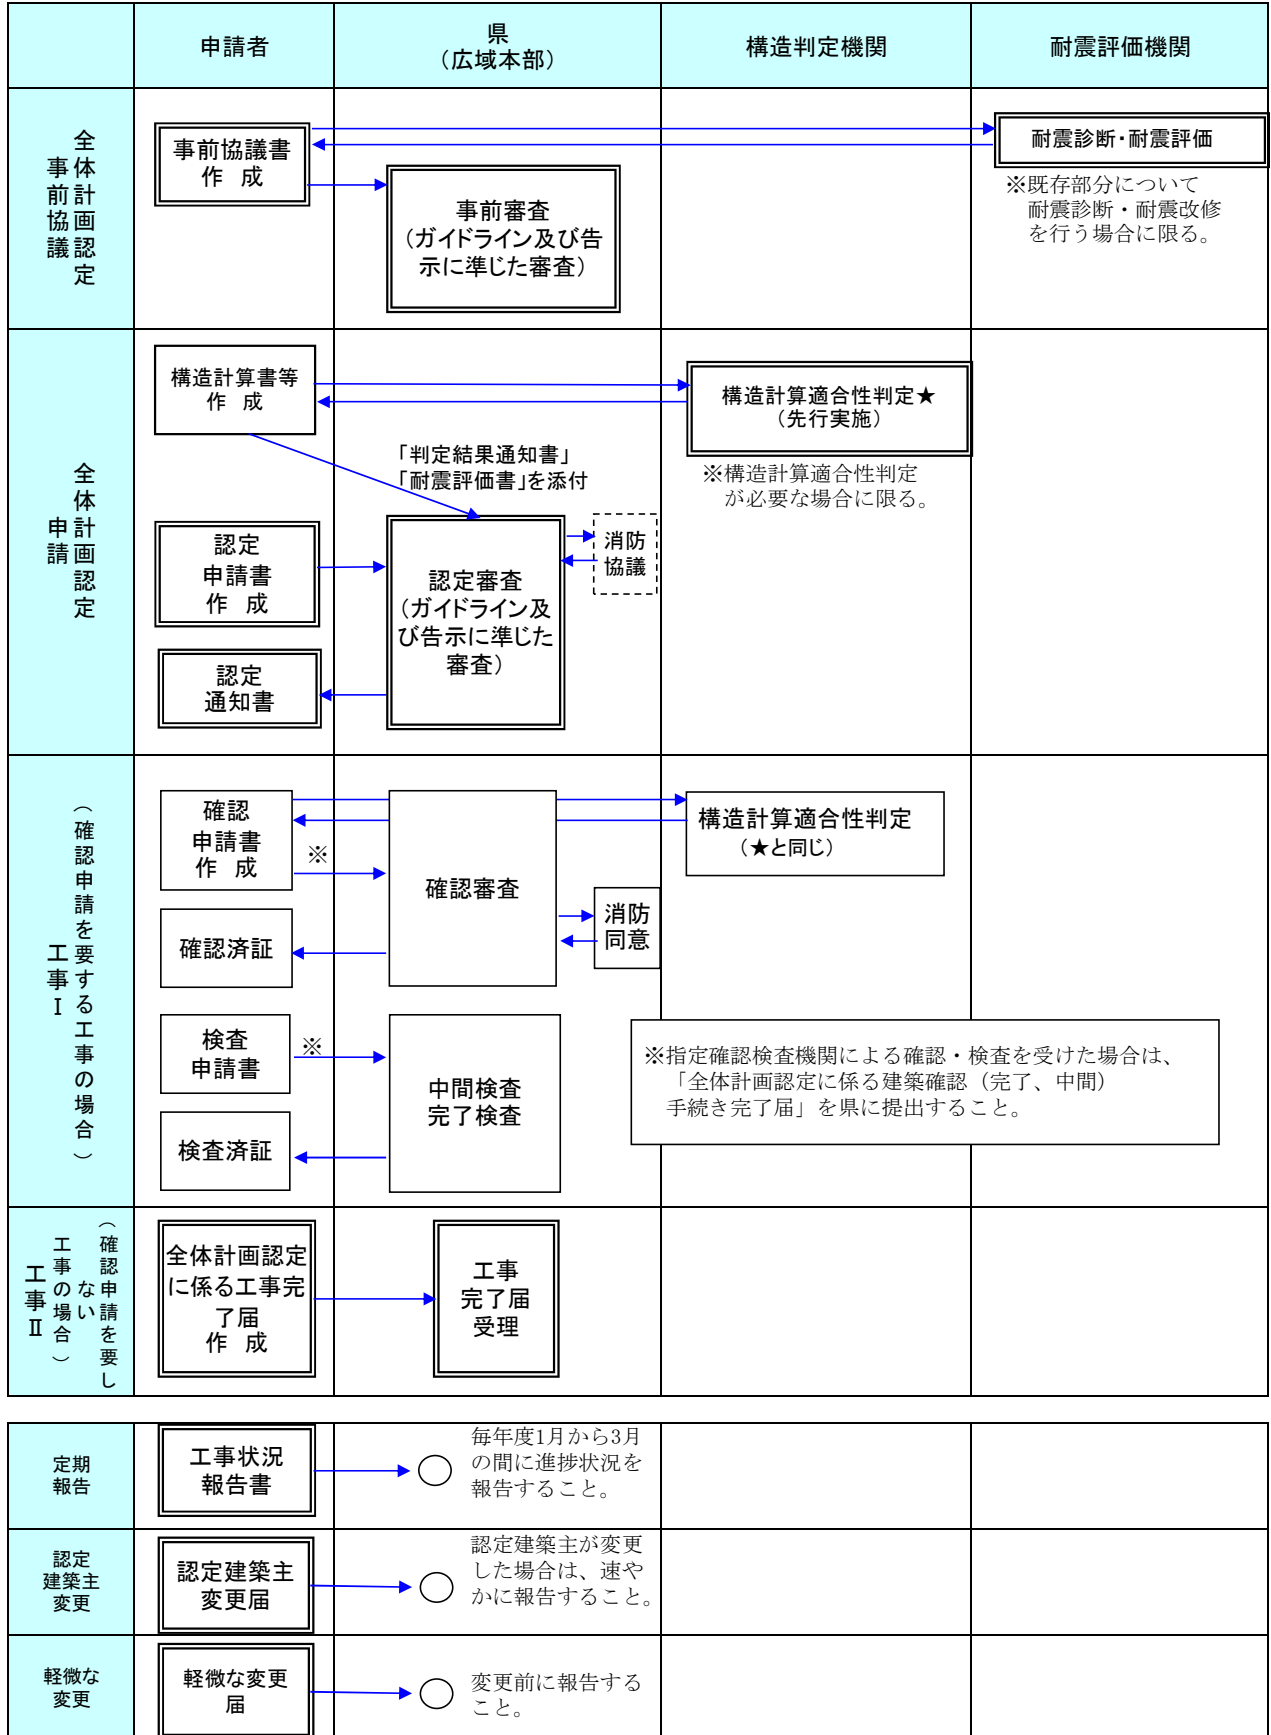 申請者
県
（広域本部）
構造判定機関
耐震評価機関
全体計画認定
事前協議
事前協議書
作　成
事前審査
（ガイドライン及び告
示に準じた審査）
耐震診断・耐震評価
※既存部分について
耐震診断・耐震改修
を行う場合に限る。
全体計画認定
申請
構造計算書等
作　成
構造計算適合性判定★
（先行実施）
※構造計算適合性判定
が必要な場合に限る。
「判定結果通知書」
「耐震評価書」を添付
認定
申請書
作　成
認定審査
（ガイドライン及
び告示に準じた
審査）
消防
協議
認定
通知書
（確認申請を要する工事の場合）
工事Ⅰ
確認
申請書
作　成
※
確認審査
構造計算適合性判定
（★と同じ）
消防
同意
確認済証
検査
申請書
※
中間検査
完了検査
検査済証
※指定確認検査機関による確認・検査を受けた場合は、
「全体計画認定に係る建築確認（完了、中間）
手続き完了届」を県に提出すること。
（確認申請を要し
ない
工事の場合）
工事Ⅱ
全体計画認定
に係る工事完
了届
作　成
工事
完了届
受理
定期
報告
工事状況
報告書
毎年度1月から3月
の間に進捗状況を
報告すること。
認定
建築主
変更
認定建築主
変更届
認定建築主が変更
した場合は、速や
かに報告すること。
軽微な
変更
軽微な変更
届
変更前に報告する
こと。